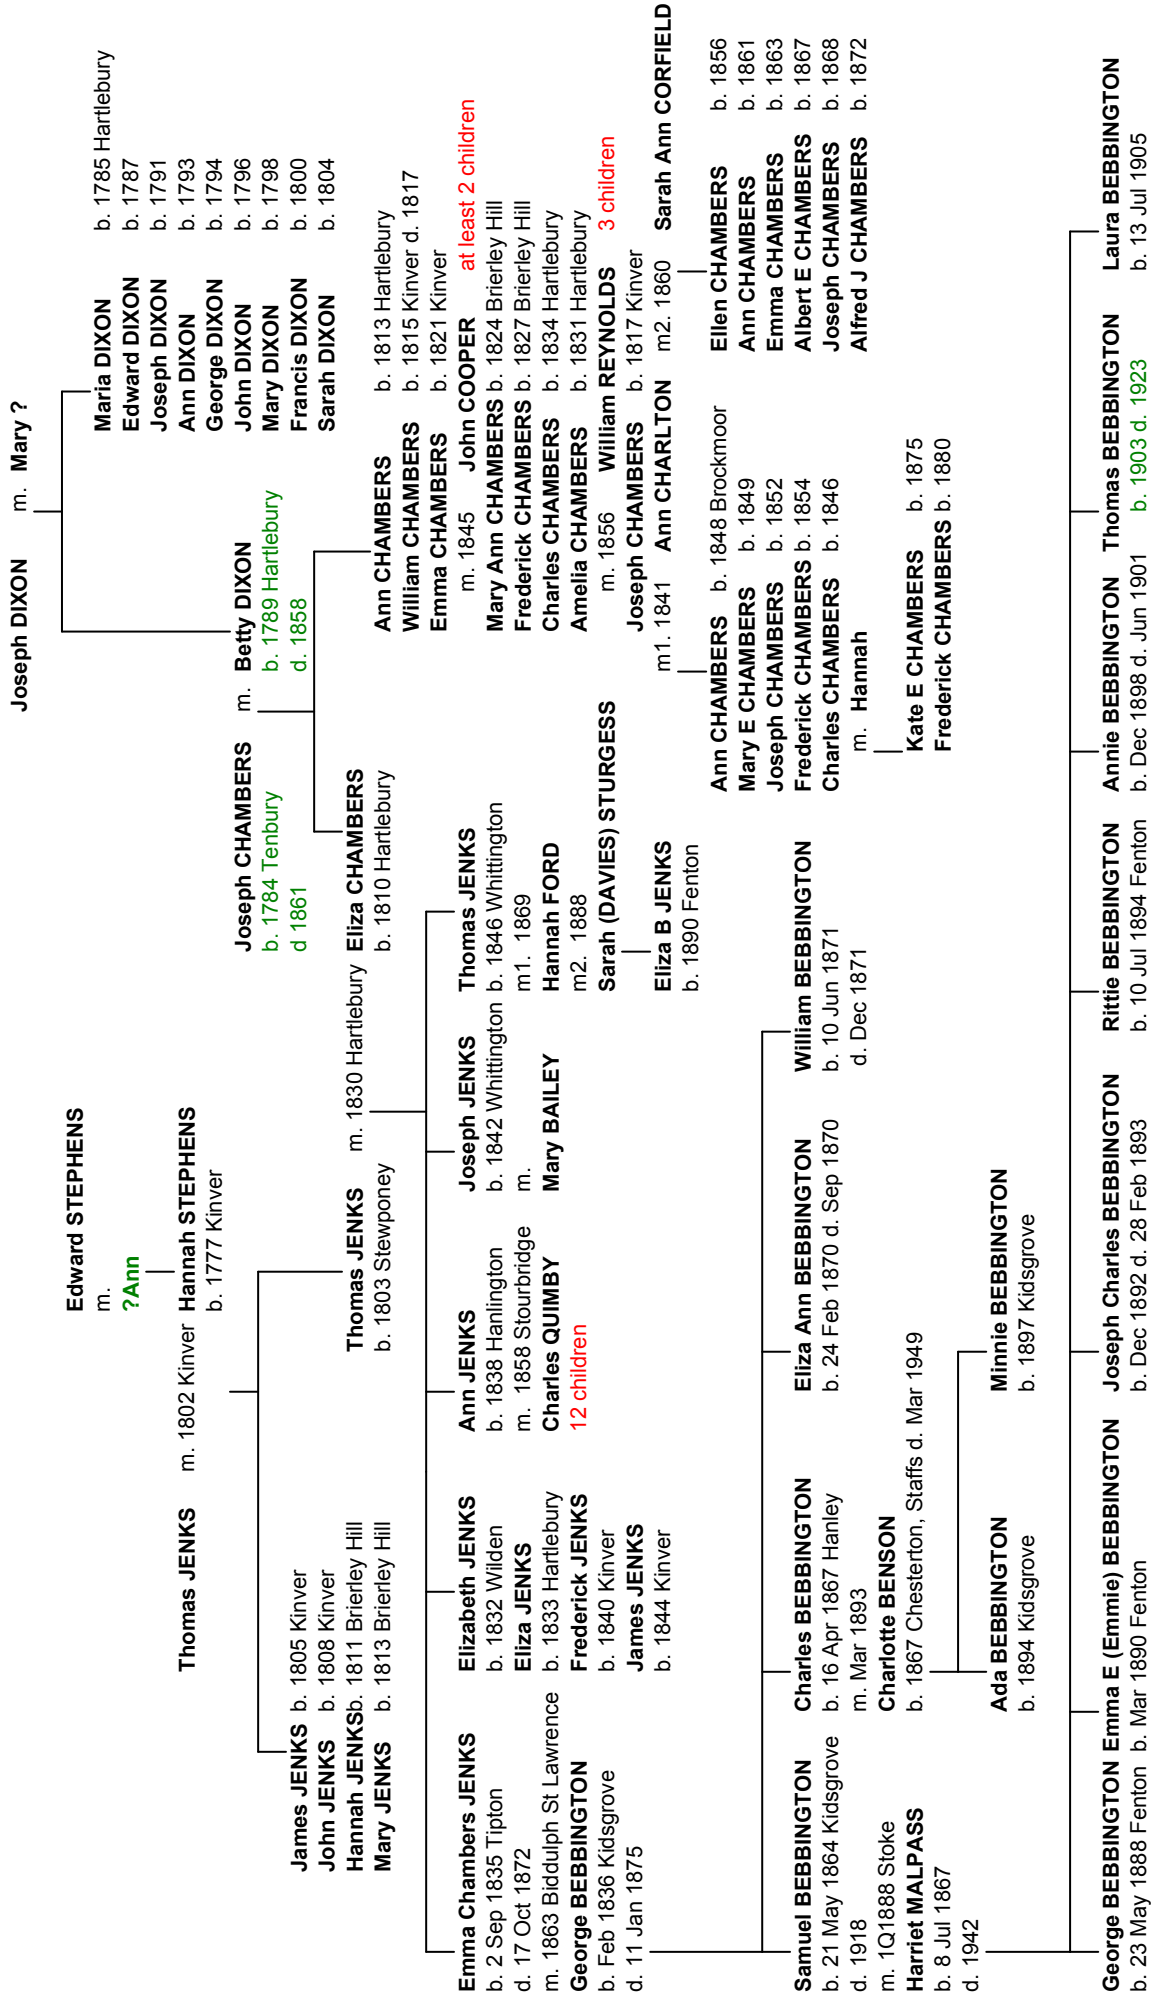 Joseph DIXON m. Mary ?
Maria DIXON b. 1785 Hartlebury
Edward DIXON b. 1787
Joseph DIXON b. 1791
Ann DIXON b. 1793
George DIXON b. 1794
John DIXON b. 1796
Mary DIXON b. 1798
Francis DIXON b. 1800
Sarah DIXON b. 1804
Edward STEPHENS
m.
?Ann
Thomas JENKS m. 1802 Kinver Hannah STEPHENS
b. 1777 Kinver
Joseph CHAMBERS m. Betty DIXON
b. 1784 Tenbury b. 1789 Hartlebury
d 1861 d. 1858
James JENKS b. 1805 Kinver
John JENKS b. 1808 Kinver
Hannah JENKS b. 1811 Brierley Hill
Mary JENKS b. 1813 Brierley Hill
Thomas JENKS m. 1830 Hartlebury Eliza CHAMBERS
b. 1803 Stewponey b. 1810 Hartlebury
Ann CHAMBERS b. 1813 Hartlebury
William CHAMBERS b. 1815 Kinver d. 1817
Emma CHAMBERS b. 1821 Kinver
m. 1845 John COOPER at least 2 children
Mary Ann CHAMBERS b. 1824 Brierley Hill
Frederick CHAMBERS b. 1827 Brierley Hill
Charles CHAMBERS b. 1834 Hartlebury
Amelia CHAMBERS b. 1831 Hartlebury
m. 1856 William REYNOLDS 3 children
Joseph CHAMBERS b. 1817 Kinver
m1. 1841 Ann CHARLTON m2. 1860 Sarah Ann CORFIELD
Emma Chambers JENKS
b. 2 Sep 1835 Tipton
d. 17 Oct 1872
m. 1863 Biddulph St Lawrence
George BEBBINGTON
b. Feb 1836 Kidsgrove
d. 11 Jan 1875
Elizabeth JENKS
b. 1832 Wilden
Eliza JENKS
b. 1833 Hartlebury
Frederick JENKS
b. 1840 Kinver
James JENKS
b. 1844 Kinver
Ann JENKS
b. 1838 Hanlington
m. 1858 Stourbridge
Charles QUIMBY
12 children
Joseph JENKS
b. 1842 Whittington
m.
Mary BAILEY
Thomas JENKS
b. 1846 Whittington
m1. 1869
Hannah FORD
m2. 1888
Sarah (DAVIES) STURGESS
Eliza B JENKS
b. 1890 Fenton
Ann CHAMBERS b. 1848 Brockmoor
Mary E CHAMBERS b. 1849
Joseph CHAMBERS b. 1852
Frederick CHAMBERS b. 1854
Charles CHAMBERS b. 1846
m. Hannah
Kate E CHAMBERS b. 1875
Frederick CHAMBERS b. 1880
Ellen CHAMBERS b. 1856
Ann CHAMBERS b. 1861
Emma CHAMBERS b. 1863
Albert E CHAMBERS b. 1867
Joseph CHAMBERS b. 1868
Alfred J CHAMBERS b. 1872
Samuel BEBBINGTON
b. 21 May 1864 Kidsgrove
d. 1918
m. 1Q1888 Stoke
Harriet MALPASS
b. 8 Jul 1867
d. 1942
Charles BEBBINGTON
b. 16 Apr 1867 Hanley
m. Mar 1893
Charlotte BENSON
b. 1867 Chesterton, Staffs d. Mar 1949
Eliza Ann BEBBINGTON
b. 24 Feb 1870 d. Sep 1870
William BEBBINGTON
b. 10 Jun 1871
d. Dec 1871
Ada BEBBINGTON
b. 1894 Kidsgrove
Minnie BEBBINGTON
b. 1897 Kidsgrove
George BEBBINGTON
b. 23 May 1888 Fenton
Emma E (Emmie) BEBBINGTON
b. Mar 1890 Fenton
Joseph Charles BEBBINGTON
b. Dec 1892 d. 28 Feb 1893
Rittie BEBBINGTON
b. 10 Jul 1894 Fenton
Annie BEBBINGTON
b. Dec 1898 d. Jun 1901
Thomas BEBBINGTON
b. 1903 d. 1923
Laura BEBBINGTON
b. 13 Jul 1905